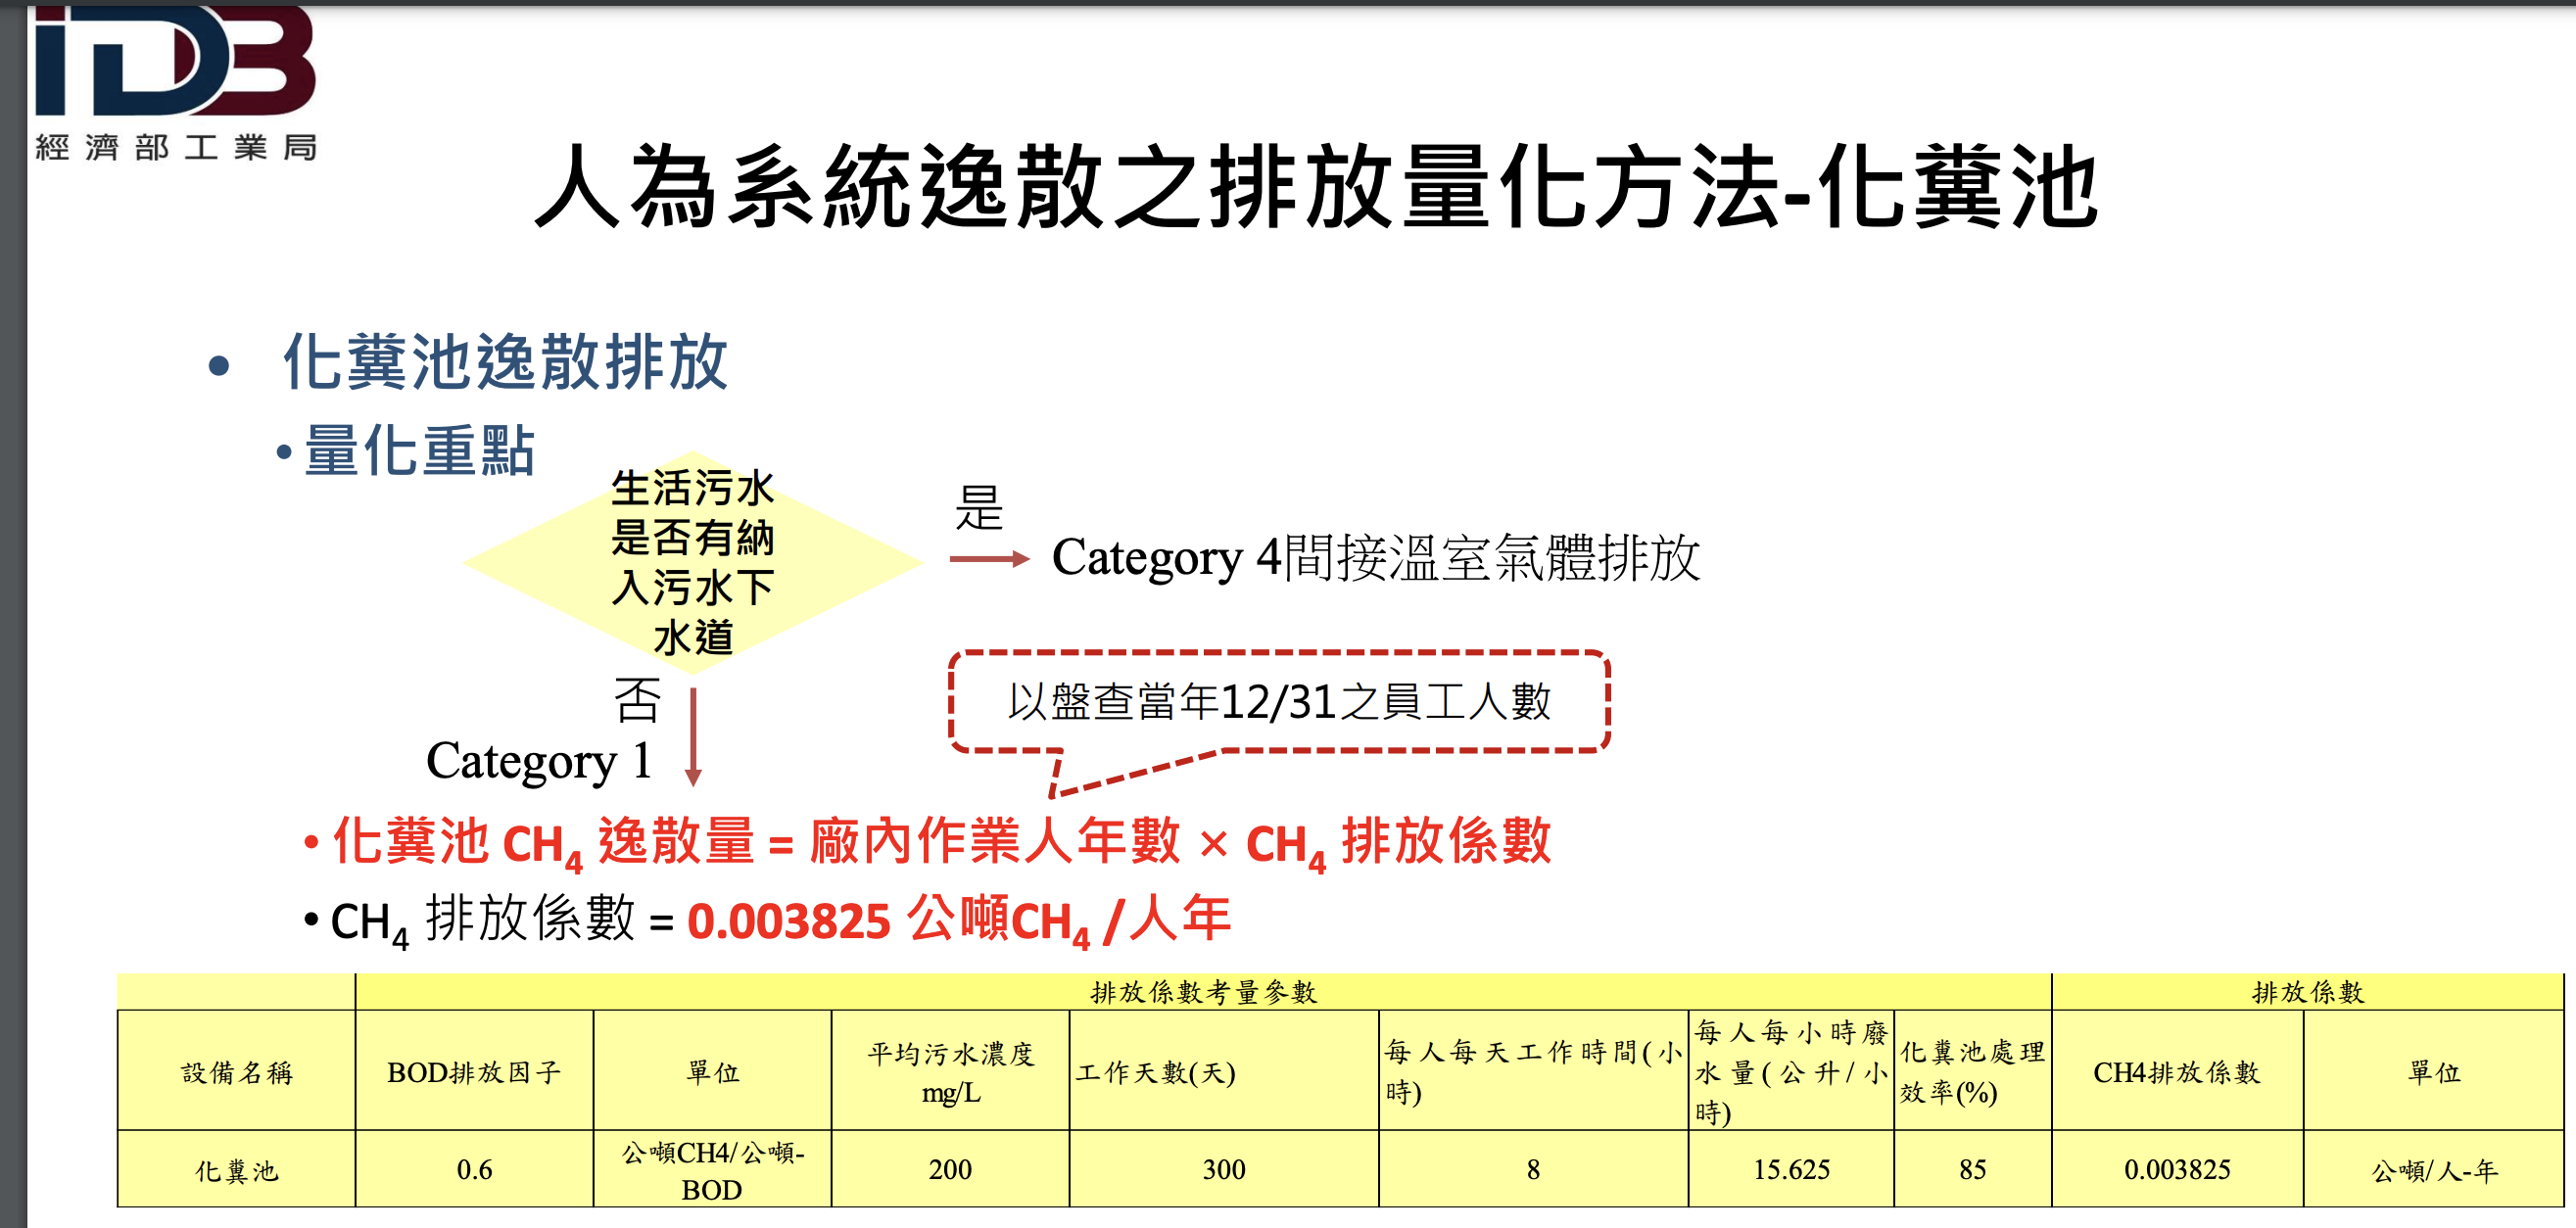 iDB
經濟部工業局
人為系統逸散之排放量化方法-化糞池
• 化糞池逸散排放
•量化重點
生活污水
是否有納
入污水下
水道
是
Category 4間接溫室氣體排放
否
Category 1
以盤查當年12/31之員工人數
•化糞池 CH4 逸散量 = 廠內作業人年數 × CH4 排放係數
•CH4 排放係數 = 0.003825 公噸CH4 /人年
排放係數考量參數 排放係數
設備名稱 BOD排放因子 單位 平均污水濃度 mg/L 工作天數(天) 每人每天工作時間(小時) 每人每小時廢水量(公升/小時) 化糞池處理效率(%) CH4排放係數 單位
化糞池 0.6 公噸CH4/公噸-BOD 200 300 8 15.625 85 0.003825 公噸/人-年